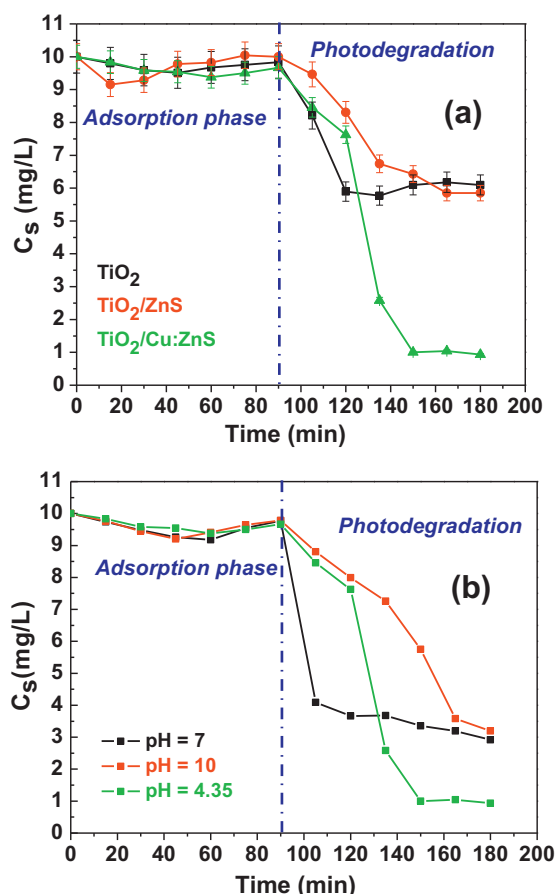 11
10
9
8
7
6
5
4
3
2
1
0
C_S (mg/L)
Photodegradation
(a)
Adsorption phase
TiO2
TiO2/ZnS
TiO2/Cu:ZnS
0 20 40 60 80 100 120 140 160 180 200
Time (min)
11
10
9
8
7
6
5
4
3
2
1
0
C_S(mg/L)
Photodegradation
Adsorption phase
(b)
pH = 7
pH = 10
pH = 4.35
0 20 40 60 80 100 120 140 160 180 200
Time (min)